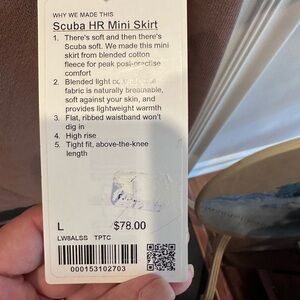 WHY WE MADE THIS
Scuba HR Mini Skirt
1. There's soft and then there's
Scuba soft. We made this mini
skirt from blended cotton
fleece for peak post-practise
comfort
2. Blended light
fabric is naturally breathable,
soft against your skin, and
provides lightweight warmth
3. Flat, ribbed waistband won't
dig in
4. High rise
5. Tight fit, above-the-knee
length
L $78.00
LW8ALSS TPTC
000153102703